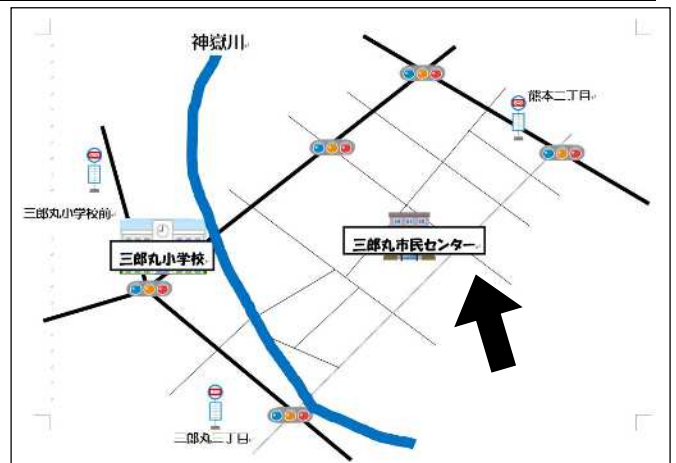 神嶽川
熊本二丁目
三郎丸小学校前
三郎丸小学校
三郎丸市民センター
三郎丸三丁目